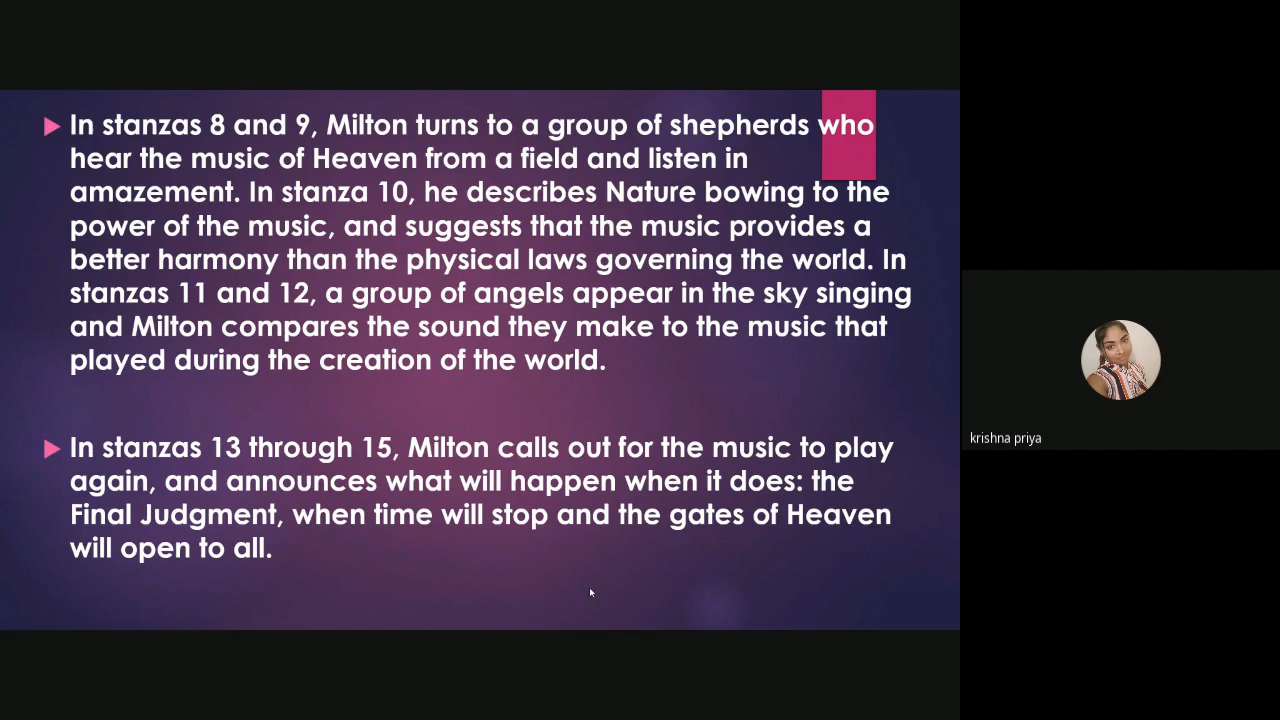 In stanzas 8 and 9, Milton turns to a group of shepherds who
hear the music of Heaven from a field and listen in
amazement. In stanza 10, he describes Nature bowing to the
power of the music, and suggests that the music provides a
better harmony than the physical laws governing the world. In
stanzas 11 and 12, a group of angels appear in the sky singing
and Milton compares the sound they make to the music that
played during the creation of the world.
In stanzas 13 through 15, Milton calls out for the music to play
again, and announces what will happen when it does: the
Final Judgment, when time will stop and the gates of Heaven
will open to all.
krishna priya